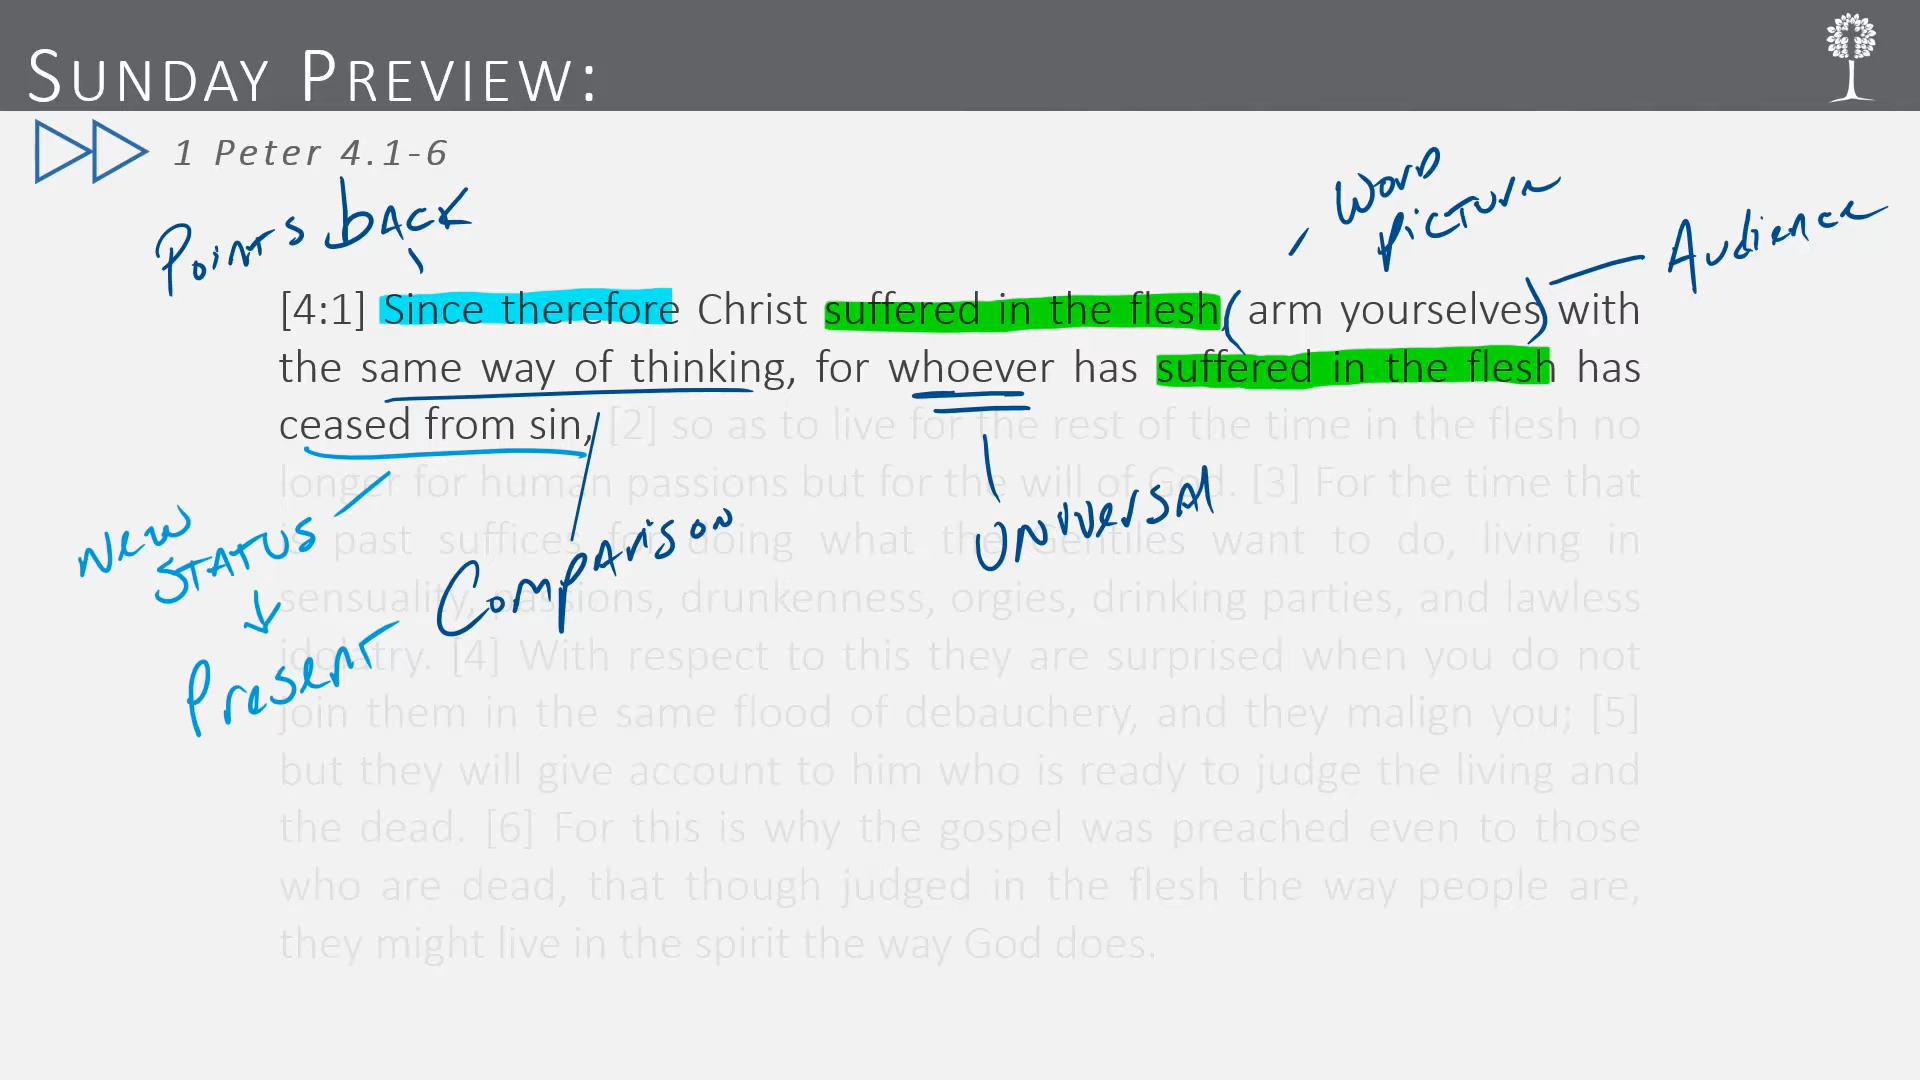 SUNDAY PREVIEW:
1 Peter 4.1-6
Points back
Word
Picture
Audience
[4:1] Since therefore Christ suffered in the flesh, arm yourselves with
the same way of thinking, for whoever has suffered in the flesh has
ceased from sin, [2] so as to live for the rest of the time in the flesh no
longer for human passions but for the will of God. [3] For the time that
is past suffices for doing what the Gentiles want to do, living in
sensuality, passions, drunkenness, orgies, drinking parties, and lawless
idolatry. [4] With respect to this they are surprised when you do not
join them in the same flood of debauchery, and they malign you; [5]
but they will give account to him who is ready to judge the living and
the dead. [6] For this is why the gospel was preached even to those
who are dead, that though judged in the flesh the way people are,
they might live in the spirit the way God does.
New
Status
Present
Comparison
Universal